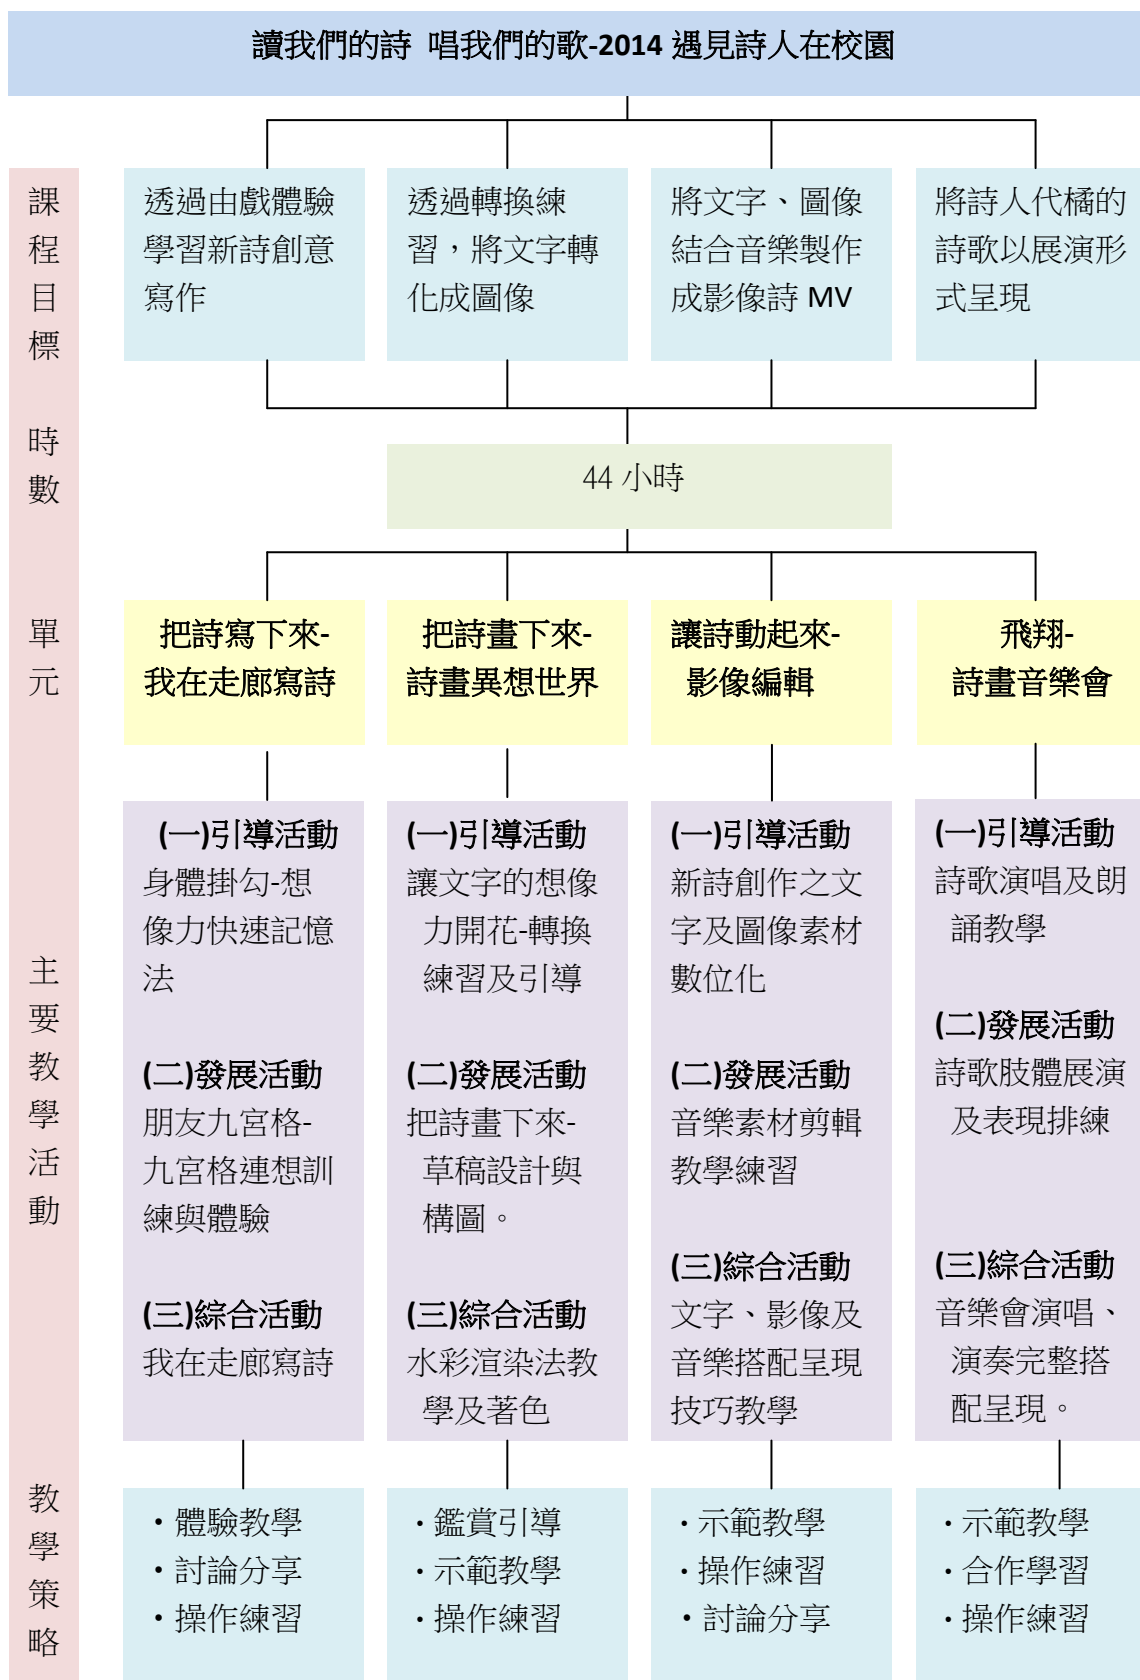 讀我們的詩 唱我們的歌-2014 遇見詩人在校園
課程目標
透過由戲體驗
學習新詩創意
寫作
透過轉換練
習，將文字轉
化成圖像
將文字、圖像
結合音樂製作
成影像詩 MV
將詩人代橘的
詩歌以展演形
式呈現
時數
44 小時
單元
把詩寫下來-
我在走廊寫詩
把詩畫下來-
詩畫異想世界
讓詩動起來-
影像編輯
飛翔-
詩畫音樂會
主要教學活動
(一)引導活動
身體掛勾-想
像力快速記憶
法
(二)發展活動
朋友九宮格-
九宮格連想訓
練與體驗
(三)綜合活動
我在走廊寫詩
(一)引導活動
讓文字的想像
力開花-轉換
練習及引導
(二)發展活動
把詩畫下來-
草稿設計與
構圖。
(三)綜合活動
水彩渲染法教
學及著色
(一)引導活動
新詩創作之文
字及圖像素材
數位化
(二)發展活動
音樂素材剪輯
教學練習
(三)綜合活動
文字、影像及
音樂搭配呈現
技巧教學
(一)引導活動
詩歌演唱及朗
誦教學
(二)發展活動
詩歌肢體展演
及表現排練
(三)綜合活動
音樂會演唱、
演奏完整搭
配呈現。
教學策略
・體驗教學
・討論分享
・操作練習
・鑑賞引導
・示範教學
・操作練習
・示範教學
・操作練習
・討論分享
・示範教學
・合作學習
・操作練習